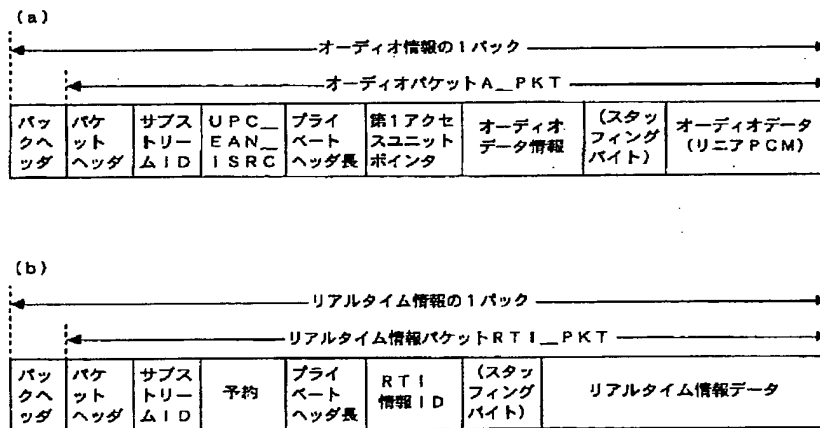 (a)
オーディオ情報の1パック
オーディオパケットA__PKT
パッ
クヘ
ッダ
パケ
ット
ヘッダ
サブス
トリー
ムID
UPC__
EAN__
ISRC
プライ
ベート
ヘッダ長
第1アクセ
スユニット
ポインタ
オーディオ
データ情報
(スタッ
フィング
バイト)
オーディオデータ
(リニアPCM)
(b)
リアルタイム情報の1パック
リアルタイム情報パケットRTI__PKT
パッ
クヘ
ッダ
パケ
ット
ヘッダ
サブス
トリー
ムID
予約
プライ
ベート
ヘッダ長
RTI
情報ID
(スタッ
フィング
バイト)
リアルタイム情報データ